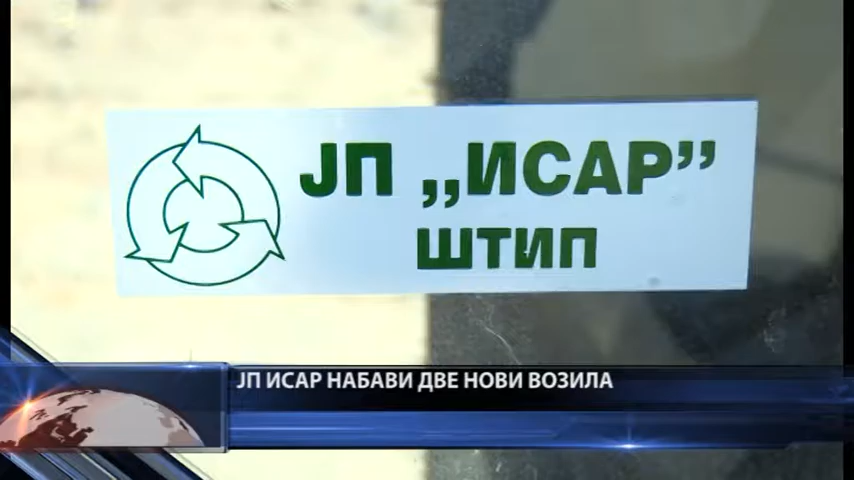 ЈП „ИСАР”
ШТИП
ЈП ИСАР НАБАВИ ДВЕ НОВИ ВОЗИЛА